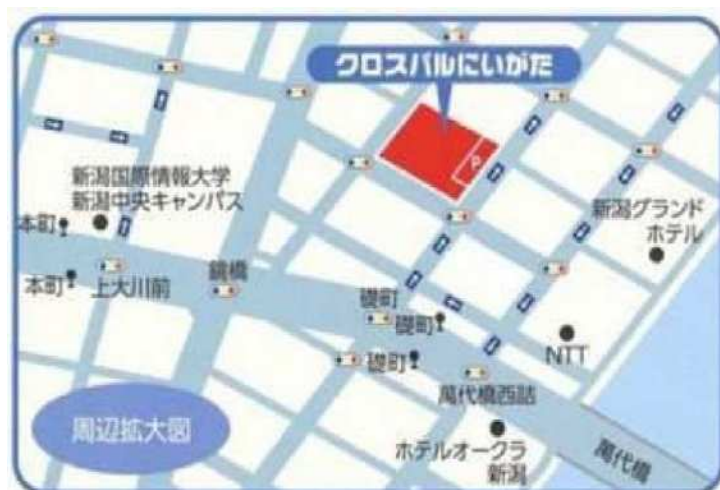 クロスパルにいがた
P
新潟国際情報大学
新潟中央キャンパス
新潟グランド
ホテル
本町
本町
上大川前
鏡橋
礎町
礎町
礎町
NTT
萬代橋西詰
周辺拡大図
ホテルオークラ
新潟
萬代橋